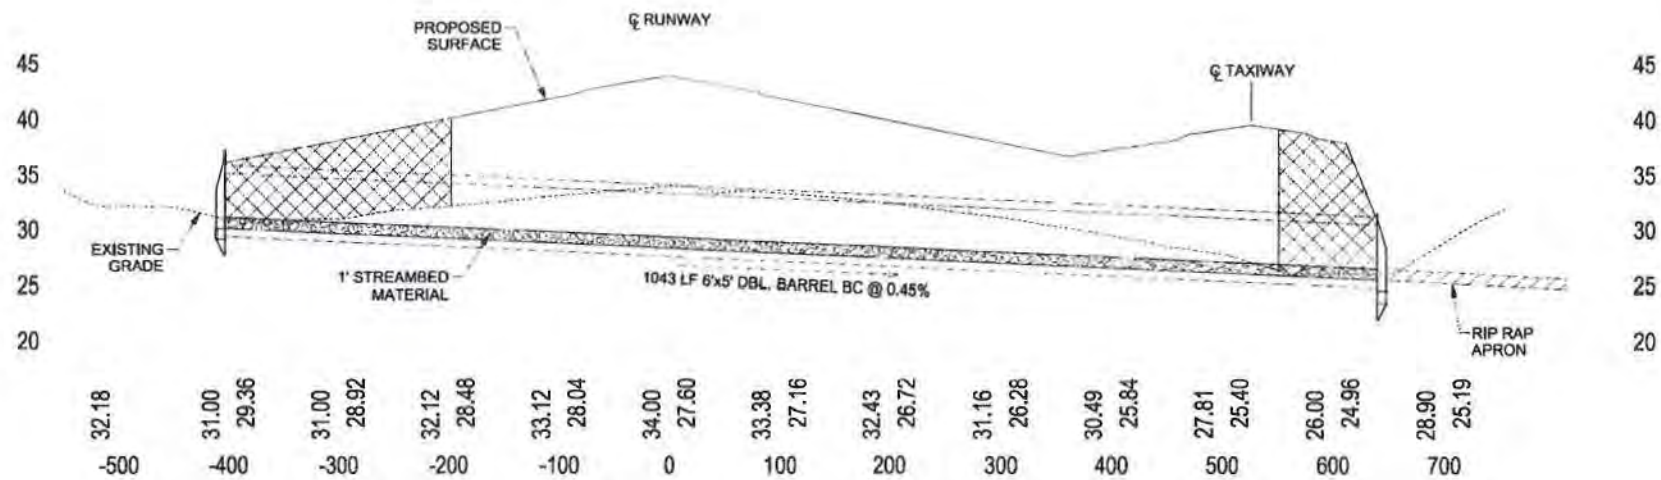 ℄ RUNWAY
PROPOSED
SURFACE
℄ TAXIWAY
45 45
40 40
35 35
30 30
25 25
20 20
EXISTING
GRADE
1' STREAMBED
MATERIAL
1043 LF 6'x5' DBL. BARREL BC @ 0.45%
RIP RAP
APRON
32.18
31.00 29.36
31.00 28.92
32.12 28.48
33.12 28.04
34.00 27.60
33.38 27.16
32.43 26.72
31.16 26.28
30.49 25.84
27.81 25.40
26.00 24.96
28.90 25.19
-500 -400 -300 -200 -100 0 100 200 300 400 500 600 700